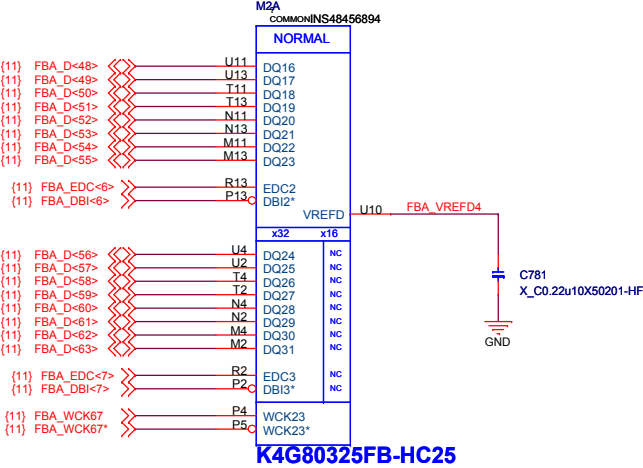 M2A
COMMON INS48456894
NORMAL
{11} FBA_D<48> U11 DQ16
{11} FBA_D<49> U13 DQ17
{11} FBA_D<50> T11 DQ18
{11} FBA_D<51> T13 DQ19
{11} FBA_D<52> N11 DQ20
{11} FBA_D<53> N13 DQ21
{11} FBA_D<54> M11 DQ22
{11} FBA_D<55> M13 DQ23
{11} FBA_EDC<6> R13 EDC2
{11} FBA_DBI<6> P13 DBI2*
VREFD U10 FBA_VREFD4
x32 x16
{11} FBA_D<56> U4 DQ24 NC
{11} FBA_D<57> U2 DQ25 NC
{11} FBA_D<58> T4 DQ26 NC
{11} FBA_D<59> T2 DQ27 NC
{11} FBA_D<60> N4 DQ28 NC
{11} FBA_D<61> N2 DQ29 NC
{11} FBA_D<62> M4 DQ30 NC
{11} FBA_D<63> M2 DQ31 NC
C781
X_C0.22u10X50201-HF
GND
{11} FBA_EDC<7> R2 EDC3 NC
{11} FBA_DBI<7> P2 DBI3* NC
{11} FBA_WCK67 P4 WCK23
{11} FBA_WCK67* P5 WCK23*
K4G80325FB-HC25